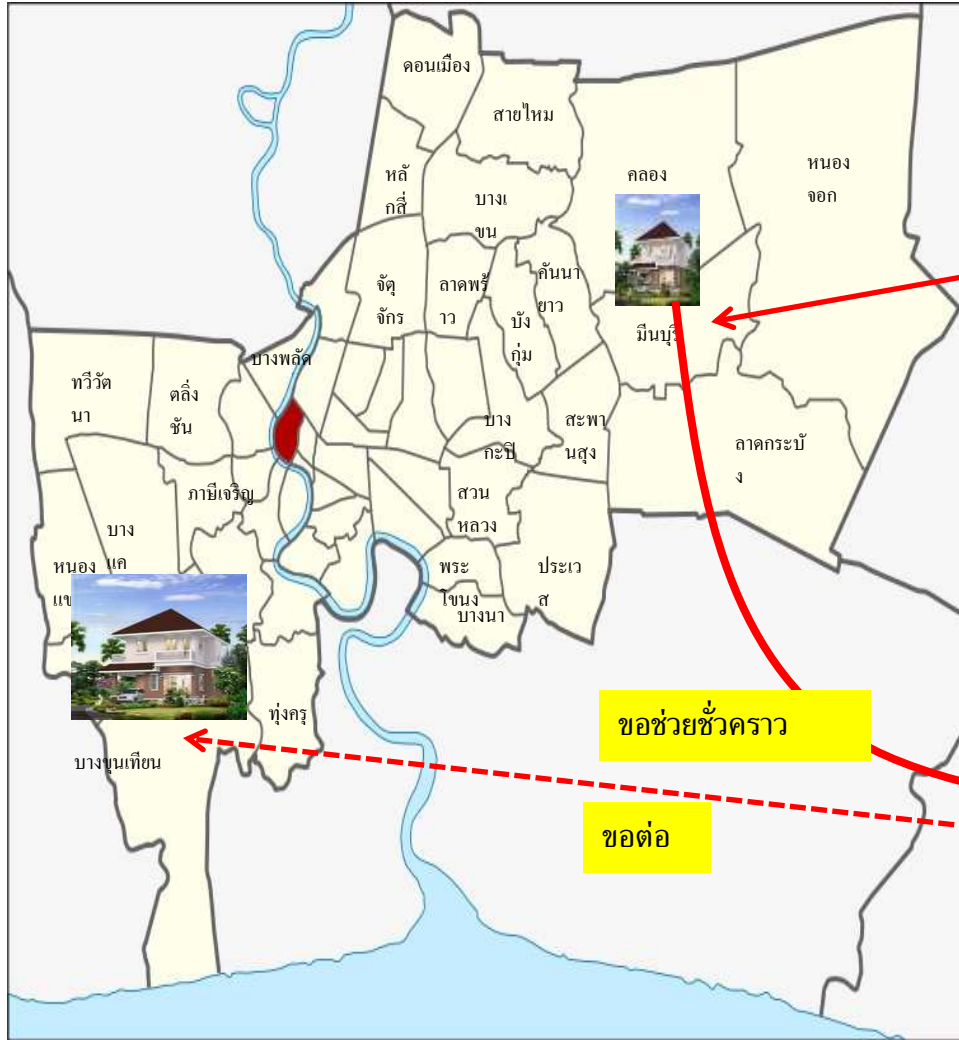 ดอนเมือง
สายไหม
หลั
กสี่
บางเ
ขน
คลอง
หนอง
จอก
จัตุ
จักร
ลาดพร้
าว
คันนา
ยาว
บัง
กุ่ม
มีนบุรี
บางพลัด
ทวีวัต
นา
ตลิ่ง
ชัน
บาง
กะปิ
สะพา
นสูง
ลาดกระบั
ง
ภาษีเจริญ
สวน
หลวง
บาง
แค
หนอง
พระ
โขนง
ประเว
ส
บางนา
ทุ่งครุ
บางขุนเทียน
ขอช่วยชั่วคราว
ขอต่อ